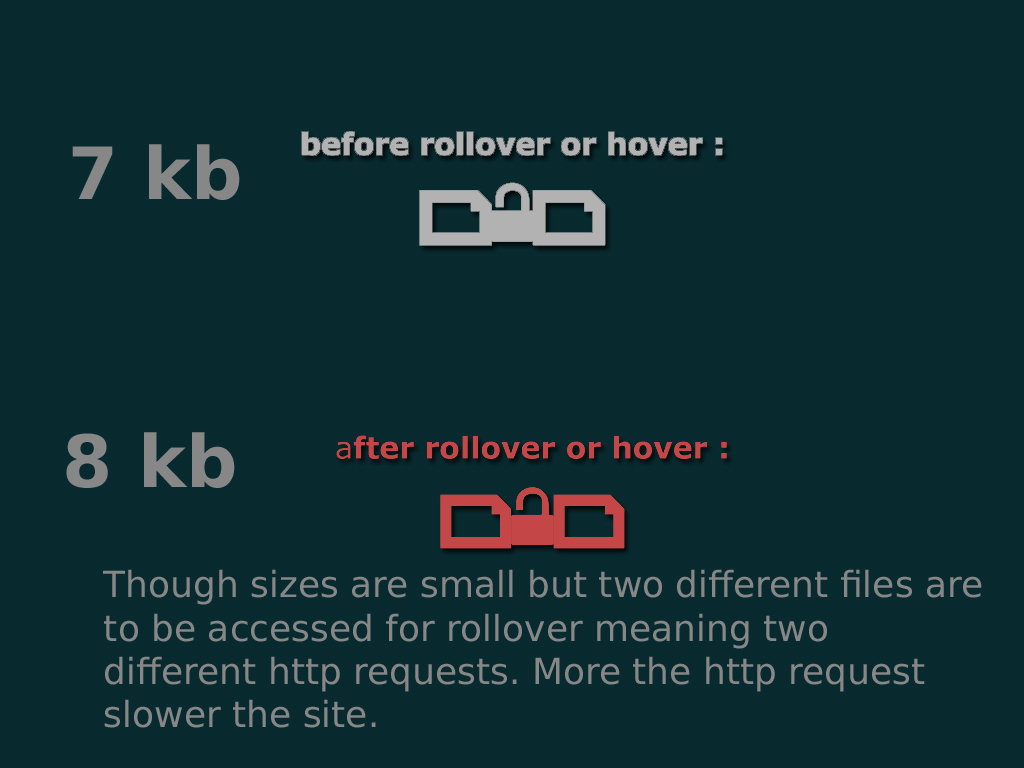 before rollover or hover :
7 kb
after rollover or hover :
8 kb
Though sizes are small but two different files are
to be accessed for rollover meaning two
different http requests. More the http request
slower the site.